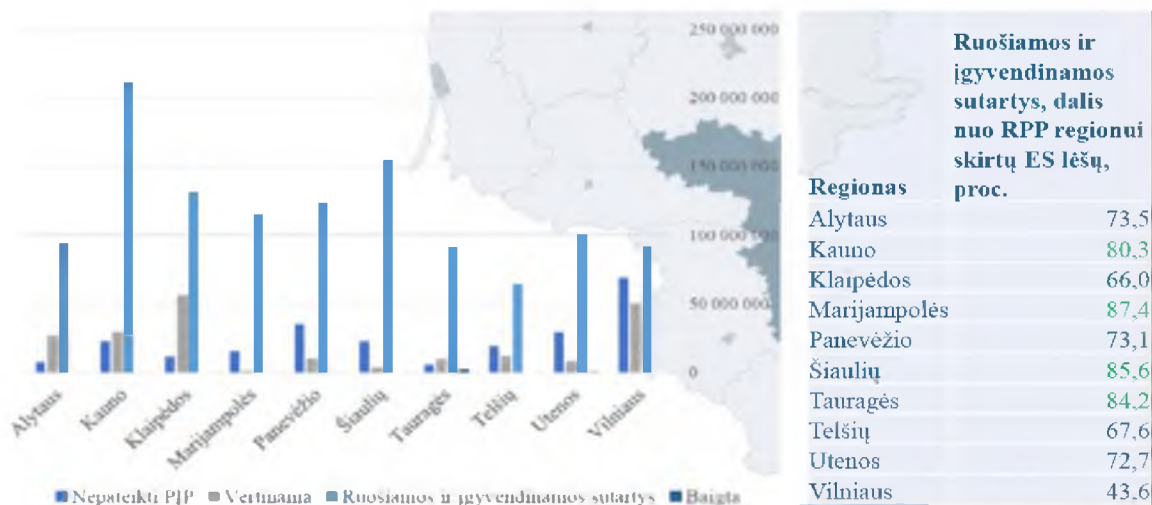 250 000 000
200 000 000
150 000 000
100 000 000
50 000 000
0
Alytaus
Kauno
Klaipėdos
Marijampolės
Panevėžio
Šiaulių
Tauragės
Telšių
Utenos
Vilniaus
Nepateikti PĮP Vertinama Ruošiamos ir įgyvendinamos sutartys Baigta
Ruošiamos ir
įgyvendinamos
sutartys, dalis
nuo RPP regionui
skirtų ES lėšų,
Regionas proc.
Alytaus 73,5
Kauno 80,3
Klaipėdos 66,0
Marijampolės 87,4
Panevėžio 73,1
Šiaulių 85,6
Tauragės 84,2
Telšių 67,6
Utenos 72,7
Vilniaus 43,6